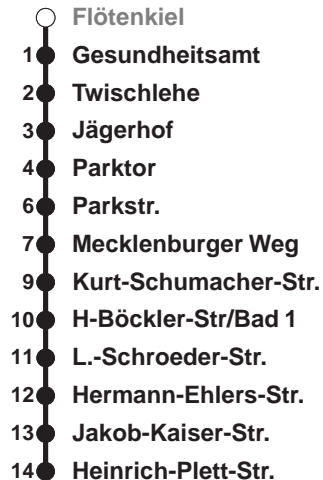 Flötenkiel
1 Gesundheitsamt
2 Twischlehe
3 Jägerhof
4 Parktor
6 Parkstr.
7 Mecklenburger Weg
9 Kurt-Schumacher-Str.
10 H-Böckler-Str/Bad 1
11 L.-Schroeder-Str.
12 Hermann-Ehlers-Str.
13 Jakob-Kaiser-Str.
14 Heinrich-Plett-Str.